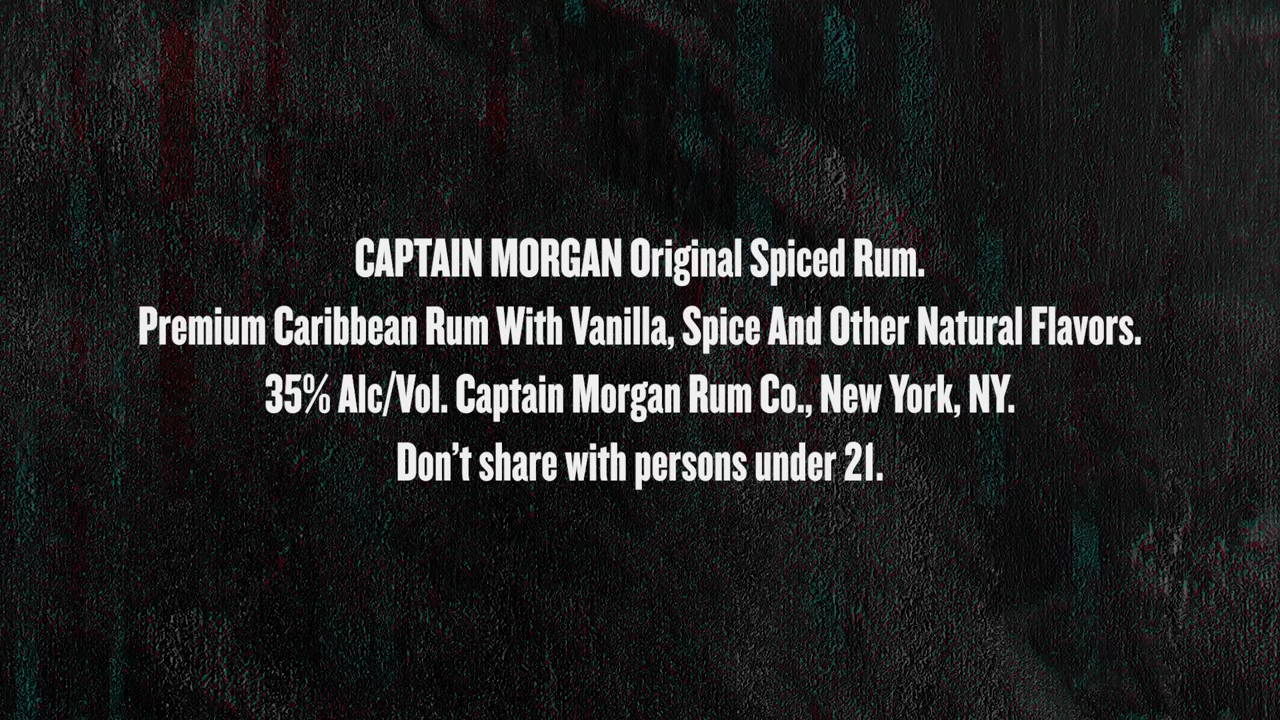 CAPTAIN MORGAN Original Spiced Rum.
Premium Caribbean Rum With Vanilla, Spice And Other Natural Flavors.
35% Alc/Vol. Captain Morgan Rum Co., New York, NY.
Don’t share with persons under 21.